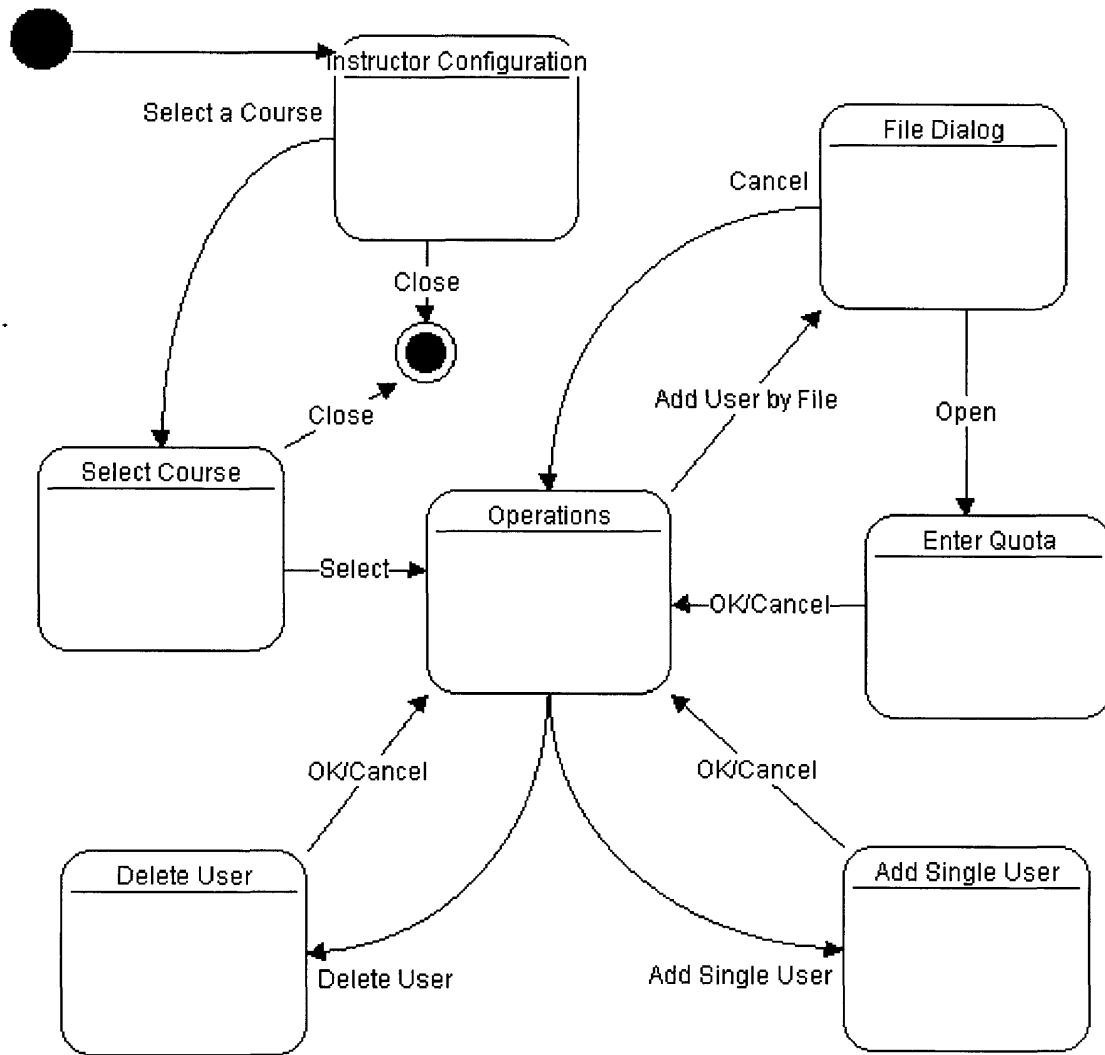 Instructor Configuration
Select a Course
File Dialog
Cancel
Close
Add User by File
Close
Open
Select Course
Operations
Enter Quota
Select
OK/Cancel
OK/Cancel
OK/Cancel
Delete User
Add Single User
Delete User
Add Single User